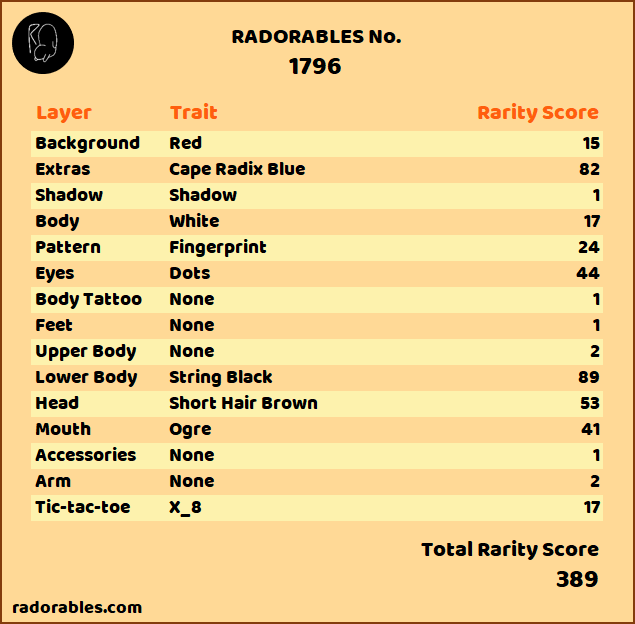 RADORABLES No.
1796
Layer Trait Rarity Score
Background Red 15
Extras Cape Radix Blue 82
Shadow Shadow 1
Body White 17
Pattern Fingerprint 24
Eyes Dots 44
Body Tattoo None 1
Feet None 1
Upper Body None 2
Lower Body String Black 89
Head Short Hair Brown 53
Mouth Ogre 41
Accessories None 1
Arm None 2
Tic-tac-toe X_8 17
Total Rarity Score
389
radorables.com